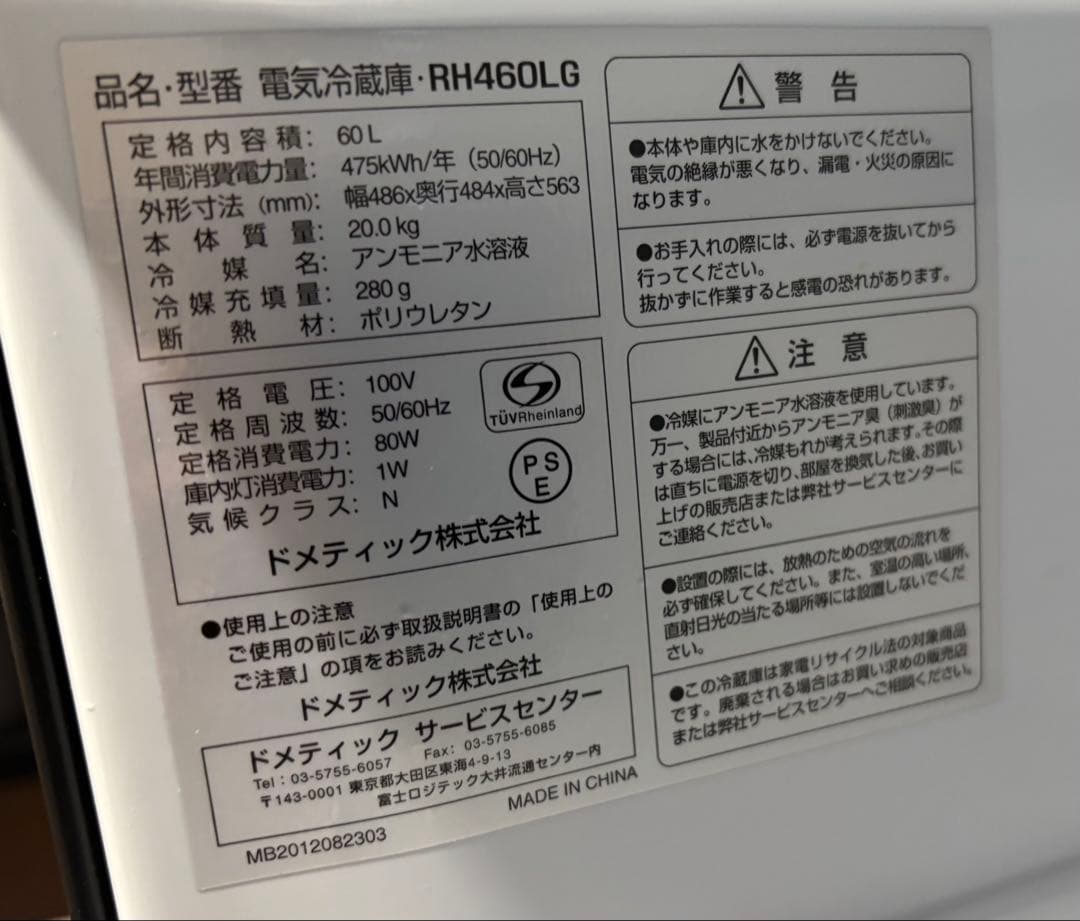 品名・型番 電気冷蔵庫・RH460LG
定格内容積: 60L
年間消費電力量: 475kWh/年 (50/60Hz)
外形寸法 (mm): 幅486x奥行484x高さ563
本体質量: 20.0kg
冷媒名: アンモニア水溶液
冷媒充填量: 280g
断熱材: ポリウレタン
定格電圧: 100V
定格周波数: 50/60Hz
定格消費電力: 80W
庫内灯消費電力: 1W
気候クラス: N
TÜVRheinland
PS
E
ドメティック株式会社
●使用上の注意
ご使用の前に必ず取扱説明書の「使用上の
ご注意」の項をお読みください。
ドメティック株式会社
ドメティック サービスセンター
Tel:03-5755-6057 Fax: 03-5755-6085
〒143-0001 東京都大田区東海4-9-13
富士ロジテック大井流通センター内
MB2012082303
MADE IN CHINA
警告
●本体や庫内に水をかけないでください。
電気の絶縁が悪くなり、漏電・火災の原因に
なります。
●お手入れの際には、必ず電源を抜いてから
行ってください。
抜かずに作業すると感電の恐れがあります。
注意
●冷媒にアンモニア水溶液を使用しています。
万一、製品付近からアンモニア臭(刺激臭)が
する場合には、冷媒もれが考えられます。その際
は直ちに電源を切り、部屋を換気した後、お買い
上げの販売店または弊社サービスセンターに
ご連絡ください。
●設置の際には、放熱のための空気の流れを
必ず確保してください。また、室温の高い場所、
直射日光の当たる場所等には設置しないでくだ
さい。
●この冷蔵庫は家電リサイクル法の対象商品
です。廃棄される場合はお買い求めの販売店
または弊社サービスセンターへご相談ください。